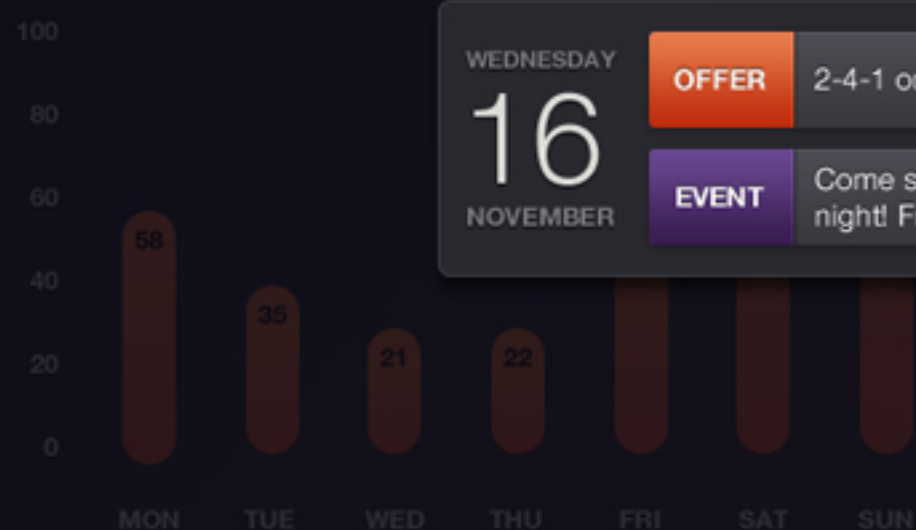 100
80
60
40
20
0
58
35
21
22
MON TUE WED THU FRI SAT SUN
WEDNESDAY
16
NOVEMBER
OFFER
2-4-1
EVENT
Come
night!